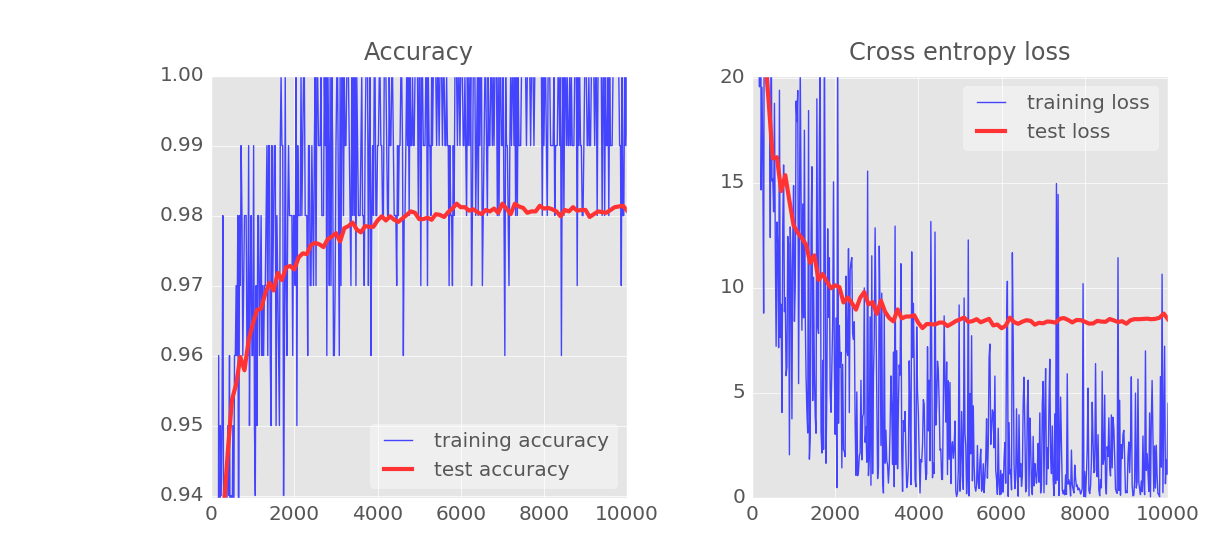 Accuracy
1.00
0.99
0.98
0.97
0.96
0.95
0.94
0 2000 4000 6000 8000 10000
training accuracy
test accuracy
Cross entropy loss
20
15
10
5
0
0 2000 4000 6000 8000 10000
training loss
test loss